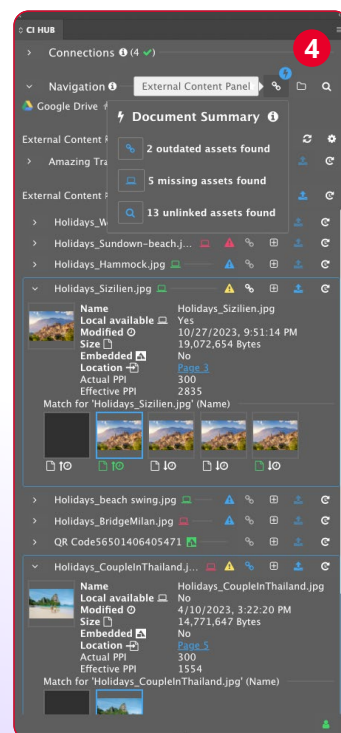 CI HUB
4
Connections (4 ✓)
Navigation
External Content Panel
Google Drive
Document Summary
External Content
2 outdated assets found
Amazing Tra
5 missing assets found
External Content
13 unlinked assets found
Holidays_W
Holidays_Sundown-beach.j...
Holidays_Hammock.jpg
Holidays_Sizilien.jpg
Name Holidays_Sizilien.jpg
Local available Yes
Modified 10/27/2023, 9:51:14 PM
Size 19,072,654 Bytes
Embedded No
Location Page 3
Actual PPI 300
Effective PPI 2835
Match for 'Holidays_Sizilien.jpg' (Name)
Holidays_beach swing.jpg
Holidays_BridgeMilan.jpg
QR Code56501406405471
Holidays_CoupleInThailand.j...
Name Holidays_CoupleInThailand.jpg
Local available No
Modified 4/10/2023, 3:22:20 PM
Size 14,771,647 Bytes
Embedded No
Location Page 5
Actual PPI 300
Effective PPI 1554
Match for 'Holidays_CoupleInThailand.jpg' (Name)